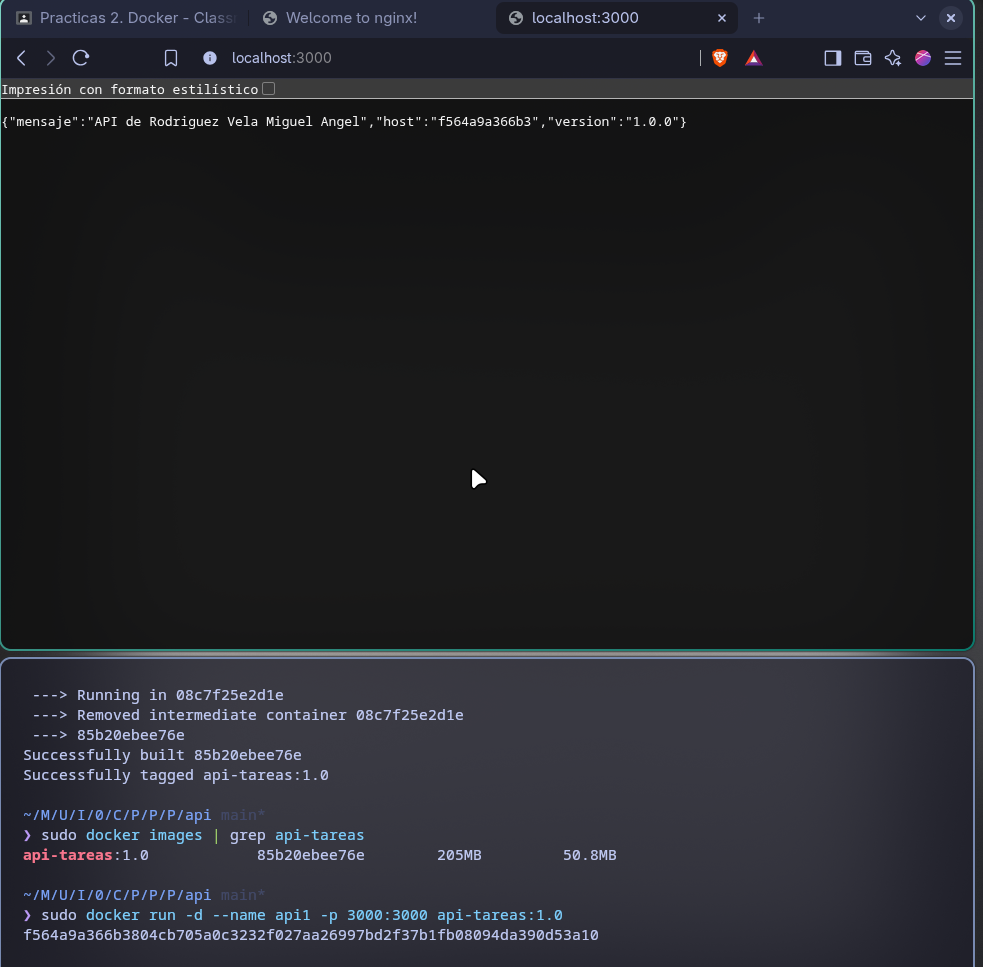 Practicas 2. Docker - Class
Welcome to nginx!
localhost:3000
localhost:3000
Impresión con formato estilístico
{"mensaje":"API de Rodriguez Vela Miguel Angel","host":"f564a9a366b3","version":"1.0.0"}
---> Running in 08c7f25e2d1e
---> Removed intermediate container 08c7f25e2d1e
---> 85b20ebee76e
Successfully built 85b20ebee76e
Successfully tagged api-tareas:1.0
~/M/U/I/0/C/P/P/P/api main*
❯ sudo docker images | grep api-tareas
api-tareas:1.0 85b20ebee76e 205MB 50.8MB
~/M/U/I/0/C/P/P/P/api main*
❯ sudo docker run -d --name api1 -p 3000:3000 api-tareas:1.0
f564a9a366b3804cb705a0c3232f027aa26997bd2f37b1fb08094da390d53a10